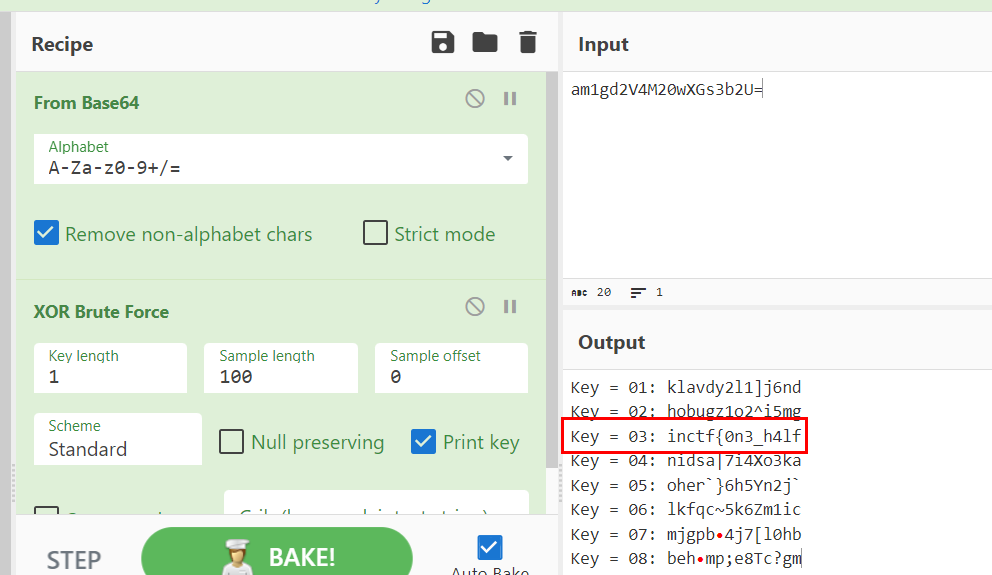 Recipe
From Base64
Alphabet
A-Za-z0-9+/=
Remove non-alphabet chars
Strict mode
XOR Brute Force
Key length
1
Sample length
100
Sample offset
0
Scheme
Standard
Null preserving
Print key
STEP
BAKE!
Auto Bake
Input
am1gd2V4M20wXGs3b2U=
ABC 20
1
Output
Key = 01: klavdy2l1]j6nd
Key = 02: hobugz1o2^i5mg
Key = 03: inctf{0n3_h4lf
Key = 04: nidsa|7i4Xo3ka
Key = 05: oher`}6h5Yn2j`
Key = 06: lkfqc~5k6Zm1ic
Key = 07: mjgpb•4j7[l0hb
Key = 08: beh•mp;e8Tc?gm